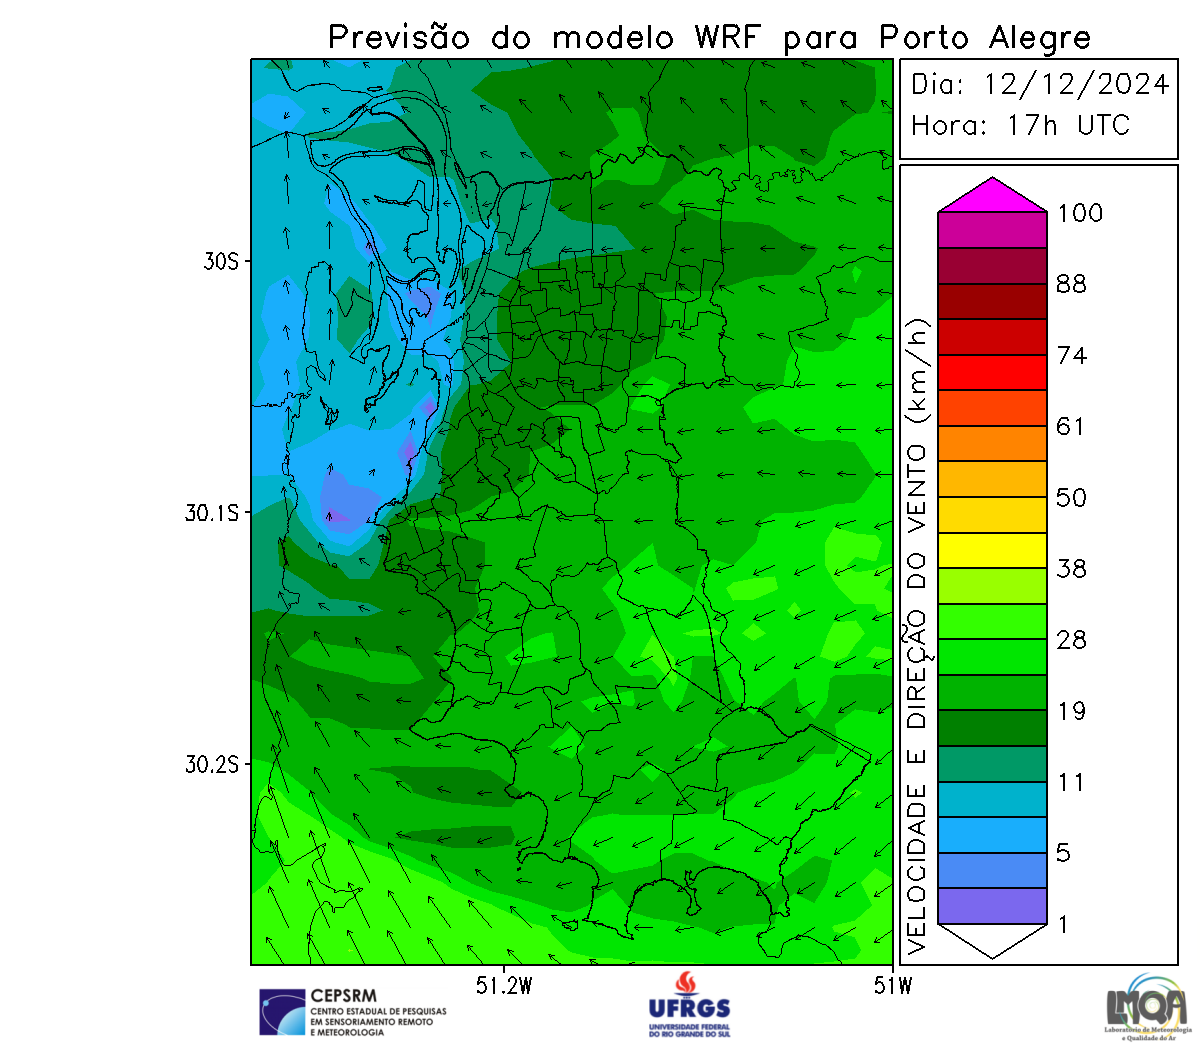 Previsão do modelo WRF para Porto Alegre
Dia: 12/12/2024
Hora: 17h UTC
VELOCIDADE E DIREÇÃO DO VENTO (km/h)
100
88
74
61
50
38
28
19
11
5
1
30S
30.1S
30.2S
51.2W
51W
CEPSRM
CENTRO ESTADUAL DE PESQUISAS
EM SENSORIAMENTO REMOTO
E METEOROLOGIA
UFRGS
UNIVERSIDADE FEDERAL
DO RIO GRANDE DO SUL
LMQA
Laboratório de Meteorologia
e Qualidade do Ar